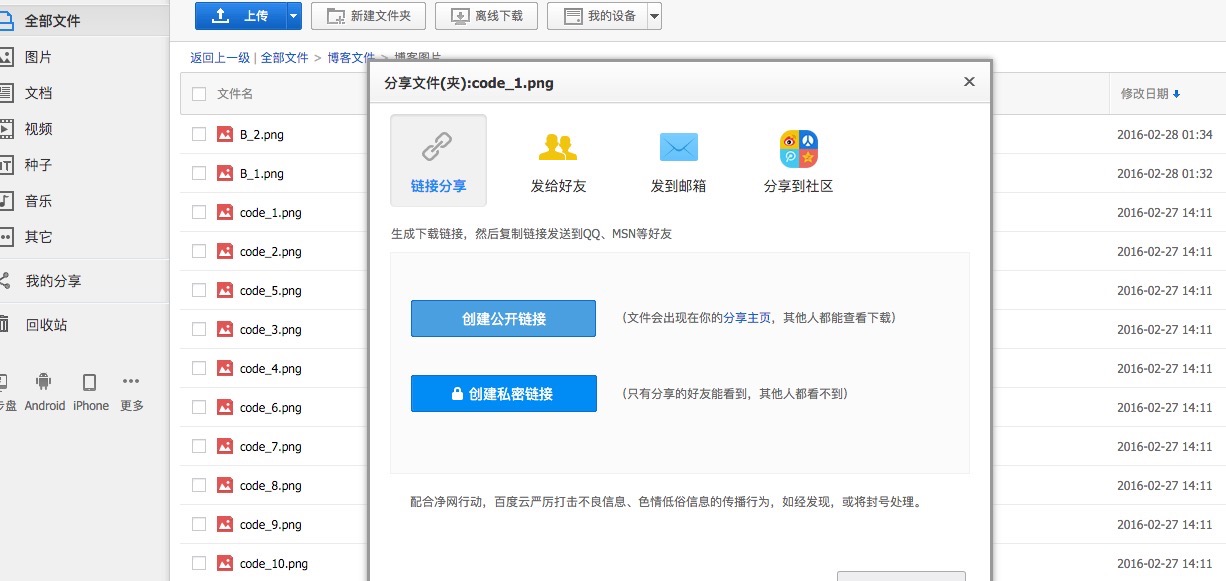 全部文件
图片
文档
视频
种子
音乐
其它
我的分享
回收站
Android iPhone 更多
上传 新建文件夹 离线下载 我的设备
返回上一级 | 全部文件 > 博客文件 > 博客图片
文件名 修改日期
B_2.png 2016-02-28 01:34
B_1.png 2016-02-28 01:32
code_1.png 2016-02-27 14:11
code_2.png 2016-02-27 14:11
code_5.png 2016-02-27 14:11
code_3.png 2016-02-27 14:11
code_4.png 2016-02-27 14:11
code_6.png 2016-02-27 14:11
code_7.png 2016-02-27 14:11
code_8.png 2016-02-27 14:11
code_9.png 2016-02-27 14:11
code_10.png 2016-02-27 14:11
分享文件(夹):code_1.png
链接分享 发给好友 发到邮箱 分享到社区
生成下载链接，然后复制链接发送到QQ、MSN等好友
创建公开链接 (文件会出现在你的分享主页，其他人都能查看下载)
创建私密链接 (只有分享的好友能看到，其他人都看不到)
配合净网行动，百度云严厉打击不良信息、色情低俗信息的传播行为，如经发现，或将封号处理。